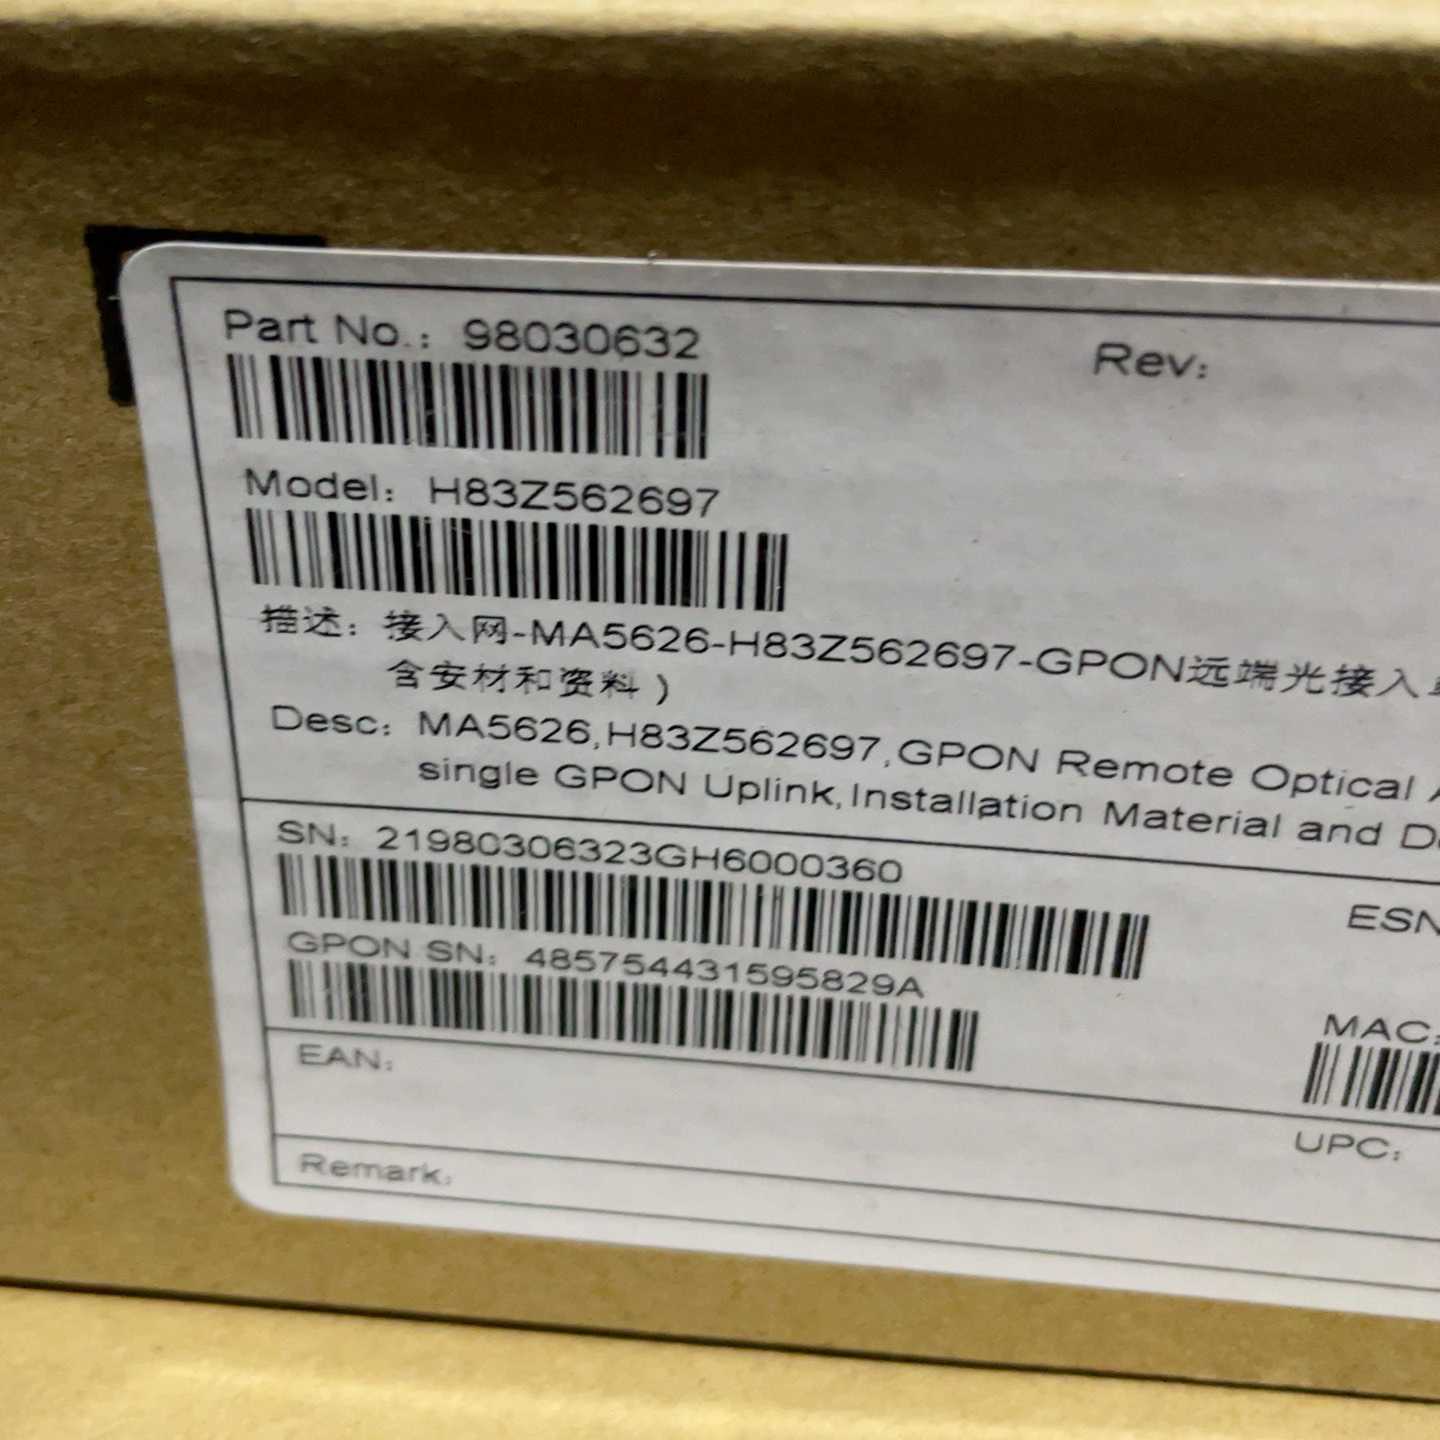 Part No.: 98030632
Rev:
Model: H83Z562697
描述: 接入网-MA5626-H83Z562697-GPON远端光接入
含安材和资料)
Desc: MA5626,H83Z562697,GPON Remote Optical
single GPON Uplink,Installation Material and
SN: 21980306323GH6000360
ESN
GPON SN: 485754431595829A
MAC:
EAN:
UPC:
Remark: